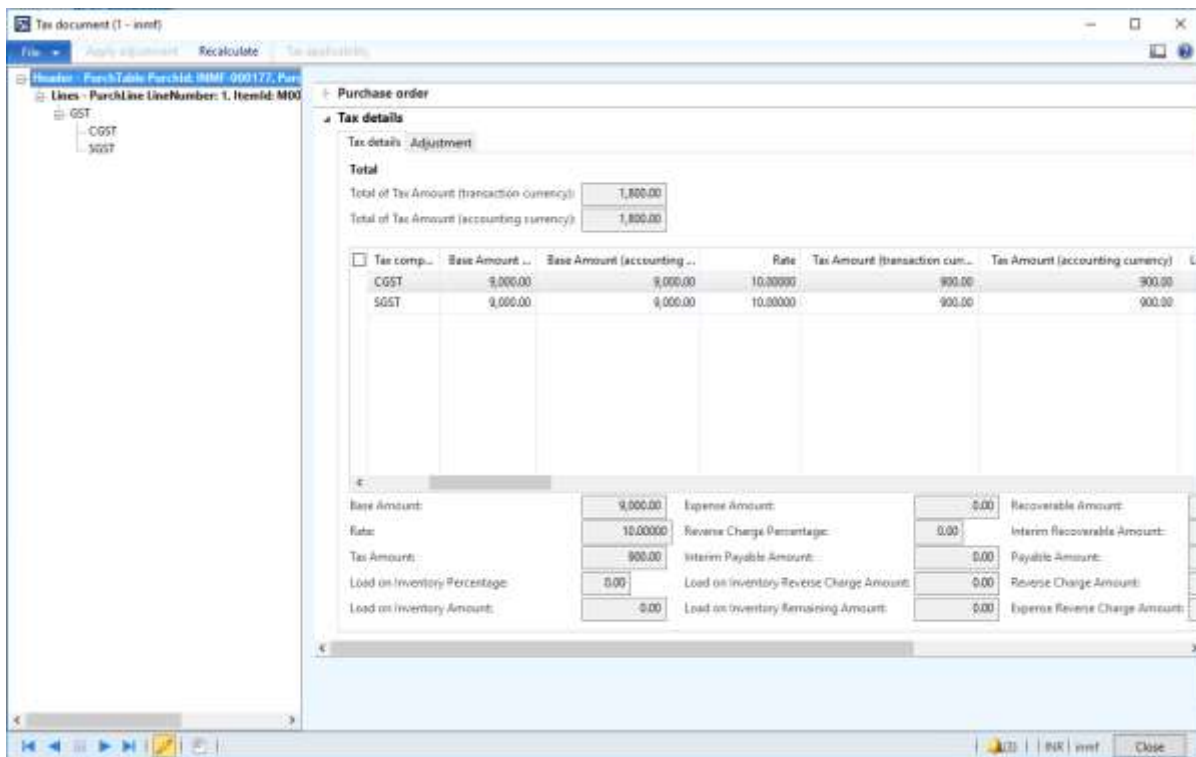 Tax document (1 - inmf)
File Apply adjustment Recalculate Tax applicability
Header - PurchTable PurchId: INMF-000177, Purc
Lines - PurchLine LineNumber: 1, ItemId: M00
GST
CGST
SGST
Purchase order
Tax details
Tax details Adjustment
Total
Total of Tax Amount (transaction currency): 1,800.00
Total of Tax Amount (accounting currency): 1,800.00
Tax comp... Base Amount ... Base Amount (accounting ... Rate Tax Amount (transaction curr... Tax Amount (accounting currency) L
CGST 9,000.00 9,000.00 10.00000 900.00 900.00
SGST 9,000.00 9,000.00 10.00000 900.00 900.00
Base Amount: 9,000.00 Expense Amount: 0.00 Recoverable Amount:
Rate: 10.00000 Reverse Charge Percentage: 0.00 Interim Recoverable Amount:
Tax Amount: 900.00 Interim Payable Amount: 0.00 Payable Amount:
Load on Inventory Percentage: 0.00 Load on Inventory Reverse Charge Amount: 0.00 Reverse Charge Amount:
Load on Inventory Amount: 0.00 Load on Inventory Remaining Amount: 0.00 Expense Reverse Charge Amount:
(3) INR inmf Close